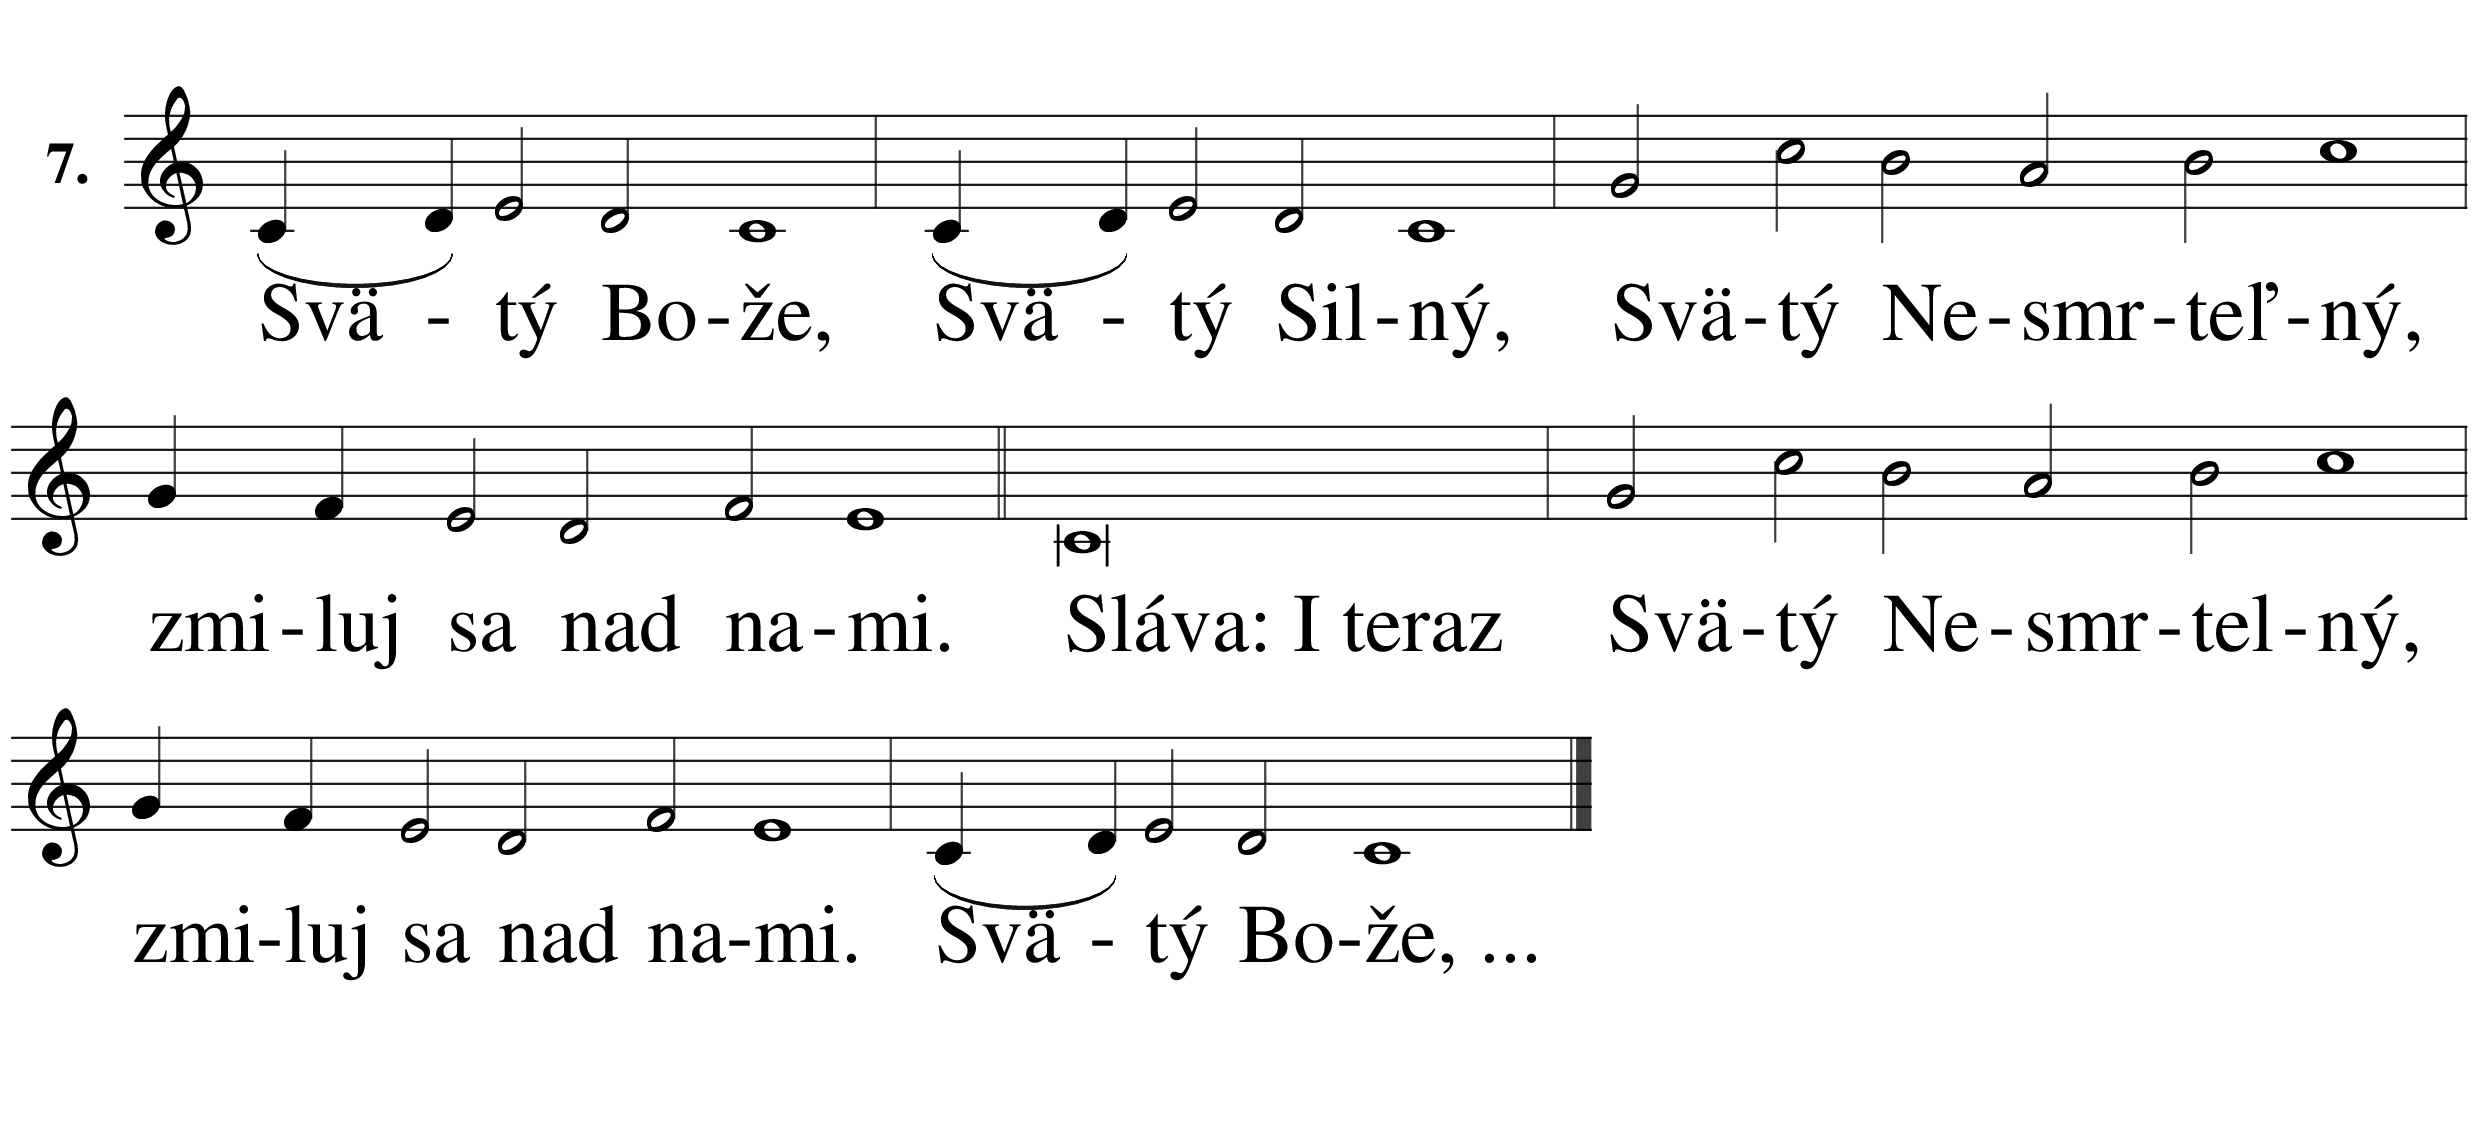 7.
Svä - tý Bo-že, Svä - tý Sil-ný, Svä-tý Ne-smr-teľ-ný,
zmi-luj sa nad na-mi. Sláva: I teraz Svä-tý Ne-smr-tel-ný,
zmi-luj sa nad na-mi. Svä - tý Bo-že, ...